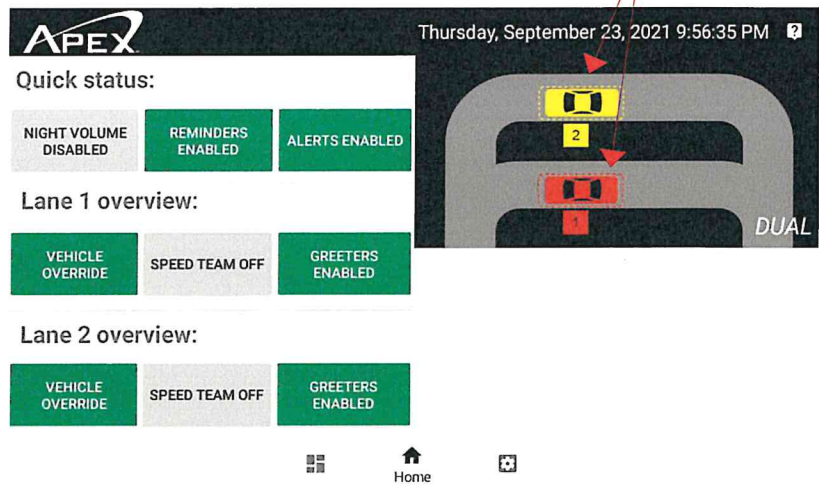 APEX
Thursday, September 23, 2021 9:56:35 PM
Quick status:
NIGHT VOLUME DISABLED
REMINDERS ENABLED
ALERTS ENABLED
2
Lane 1 overview:
1
DUAL
VEHICLE OVERRIDE
SPEED TEAM OFF
GREETERS ENABLED
Lane 2 overview:
VEHICLE OVERRIDE
SPEED TEAM OFF
GREETERS ENABLED
Home